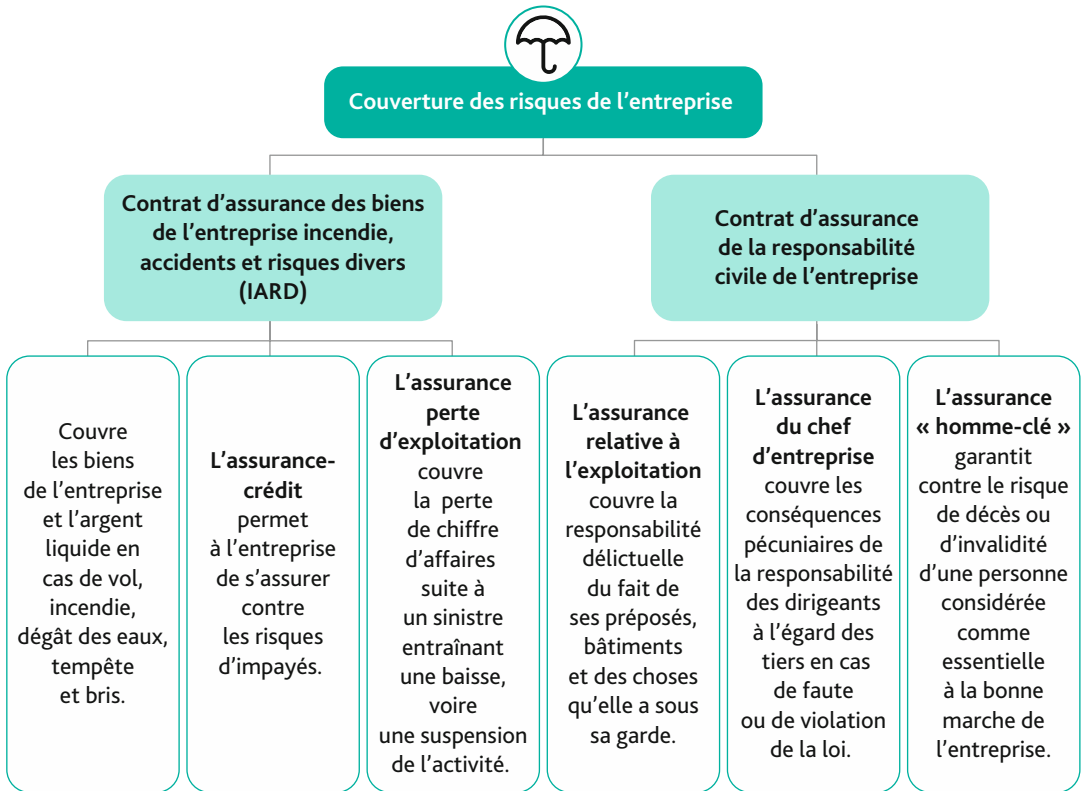 Couverture des risques de l'entreprise
Contrat d'assurance des biens
de l'entreprise incendie,
accidents et risques divers
(IARD)
Contrat d'assurance
de la responsabilité
civile de l'entreprise
Couvre
les biens
de l'entreprise
et l'argent
liquide en
cas de vol,
incendie,
dégât des eaux,
tempête
et bris.
L'assurance-
crédit
permet
à l'entreprise
de s'assurer
contre
les risques
d'impayés.
L'assurance
perte
d'exploitation
couvre
la perte
de chiffre
d'affaires
suite à
un sinistre
entraînant
une baisse,
voire
une suspension
de l'activité.
L'assurance
relative à
l'exploitation
couvre la
responsabilité
délictuelle
du fait de
ses préposés,
bâtiments
et des choses
qu'elle a sous
sa garde.
L'assurance
du chef
d'entreprise
couvre les
conséquences
pécuniaires de
la responsabilité
des dirigeants
à l'égard des
tiers en cas
de faute
ou de violation
de la loi.
L'assurance
« homme-clé »
garantit
contre le risque
de décès ou
d'invalidité
d'une personne
considérée
comme
essentielle
à la bonne
marche de
l'entreprise.